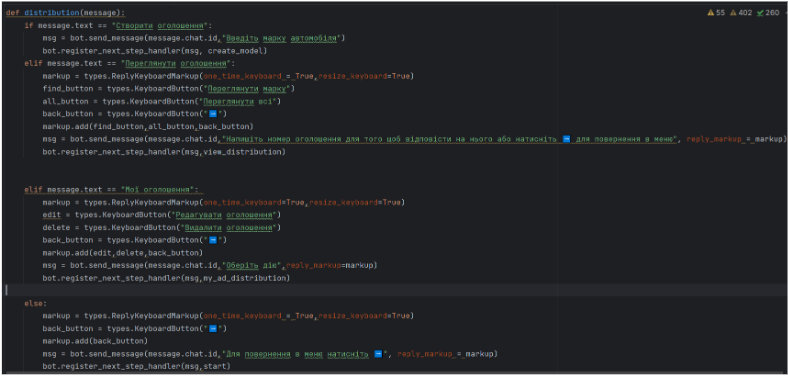 def distribution(message):
55 402 260
    if message.text == "Створити оголошення":
        msg = bot.send_message(message.chat.id,"Введіть марку автомобіля")
        bot.register_next_step_handler(msg, create_model)
    elif message.text == "Переглянути оголошення":
        markup = types.ReplyKeyboardMarkup(one_time_keyboard = True,resize_keyboard=True)
        find_button = types.KeyboardButton("Переглянути марку")
        all_button = types.KeyboardButton("Переглянути всі")
        back_button = types.KeyboardButton("➡")
        markup.add(find_button,all_button,back_button)
        msg = bot.send_message(message.chat.id,"Напишіть номер оголошення для того щоб відповісти на нього або натисніть ➡ для повернення в меню", reply_markup = markup)
        bot.register_next_step_handler(msg,view_distribution)
    elif message.text == "Мої оголошення":
        markup = types.ReplyKeyboardMarkup(one_time_keyboard=True,resize_keyboard=True)
        edit = types.KeyboardButton("Редагувати оголошення")
        delete = types.KeyboardButton("Видалити оголошення")
        back_button = types.KeyboardButton("➡")
        markup.add(edit,delete,back_button)
        msg = bot.send_message(message.chat.id,"Оберіть дію",reply_markup=markup)
        bot.register_next_step_handler(msg,my_ad_distribution)
    else:
        markup = types.ReplyKeyboardMarkup(one_time_keyboard = True,resize_keyboard=True)
        back_button = types.KeyboardButton("➡")
        markup.add(back_button)
        msg = bot.send_message(message.chat.id,"Для повернення в меню натисніть ➡", reply_markup = markup)
        bot.register_next_step_handler(msg,start)